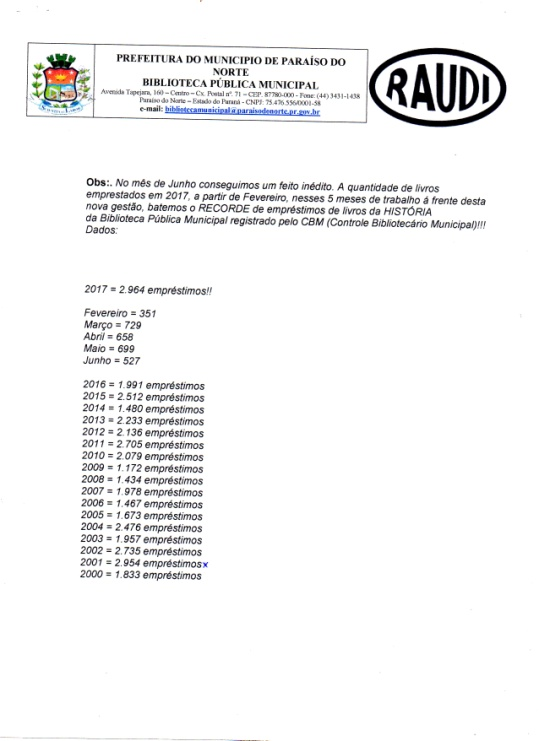 PREFEITURA DO MUNICIPIO DE PARAÍSO DO
NORTE
BIBLIOTECA PÚBLICA MUNICIPAL
Avenida Tapejara, 160 – Centro – Cx. Postal nº. 71 – CEP. 87780-000 - Fone: (44) 3431-1438
Paraíso do Norte – Estado do Paraná - CNPJ: 75.476.556/0001-58
e-mail: bibliotecamunicipal@paraisodonorte.pr.gov.br
RAUDI
Obs:. No mês de Junho conseguimos um feito inédito. A quantidade de livros
emprestados em 2017, a partir de Fevereiro, nesses 5 meses de trabalho á frente desta
nova gestão, batemos o RECORDE de empréstimos de livros da HISTÓRIA
da Biblioteca Pública Municipal registrado pelo CBM (Controle Bibliotecário Municipal)!!!
Dados:
2017 = 2.964 empréstimos!!
Fevereiro = 351
Março = 729
Abril = 658
Maio = 699
Junho = 527
2016 = 1.991 empréstimos
2015 = 2.512 empréstimos
2014 = 1.480 empréstimos
2013 = 2.233 empréstimos
2012 = 2.136 empréstimos
2011 = 2.705 empréstimos
2010 = 2.079 empréstimos
2009 = 1.172 empréstimos
2008 = 1.434 empréstimos
2007 = 1.978 empréstimos
2006 = 1.467 empréstimos
2005 = 1.673 empréstimos
2004 = 2.476 empréstimos
2003 = 1.957 empréstimos
2002 = 2.735 empréstimos
2001 = 2.954 empréstimos x
2000 = 1.833 empréstimos